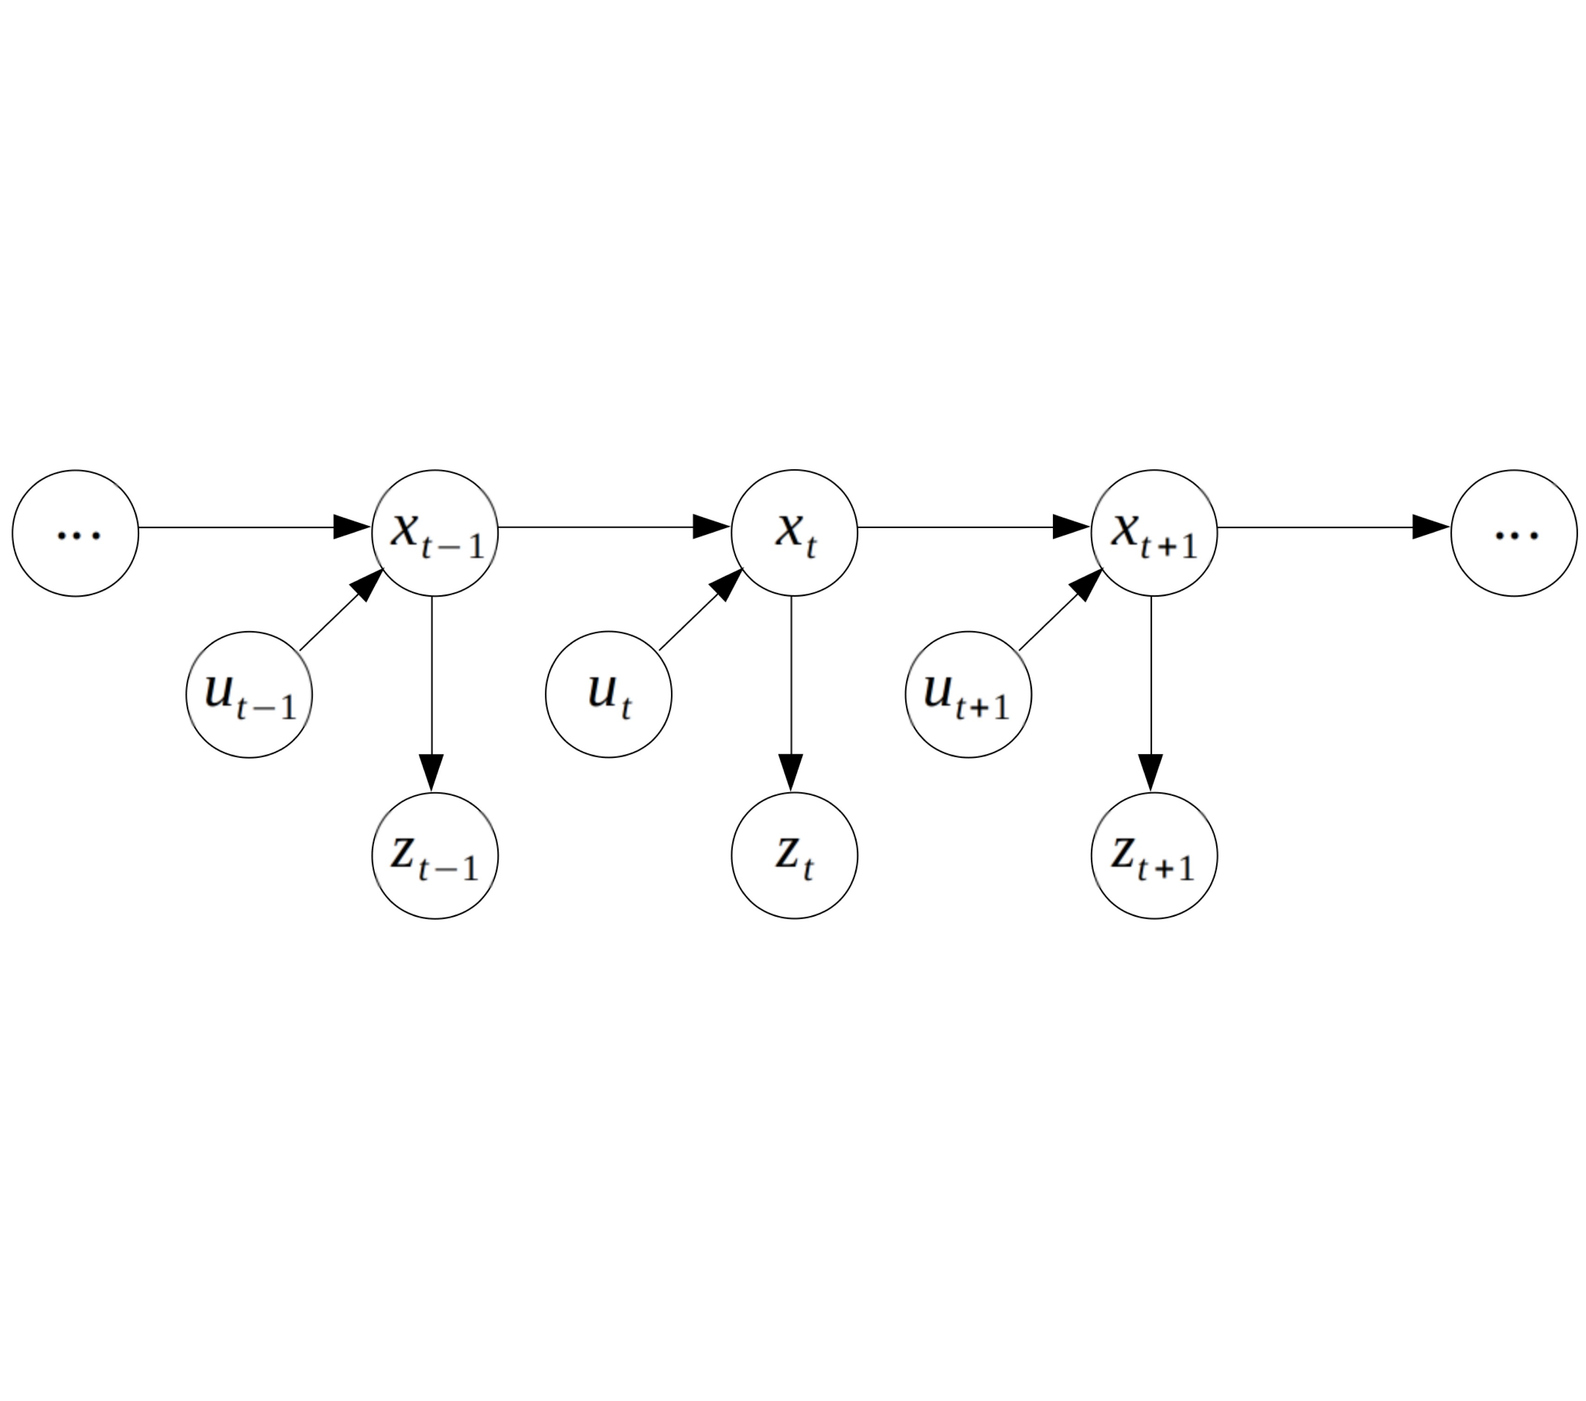 ... x_{t−1} x_t x_{t+1} ...
u_{t−1} u_t u_{t+1}
z_{t−1} z_t z_{t+1}